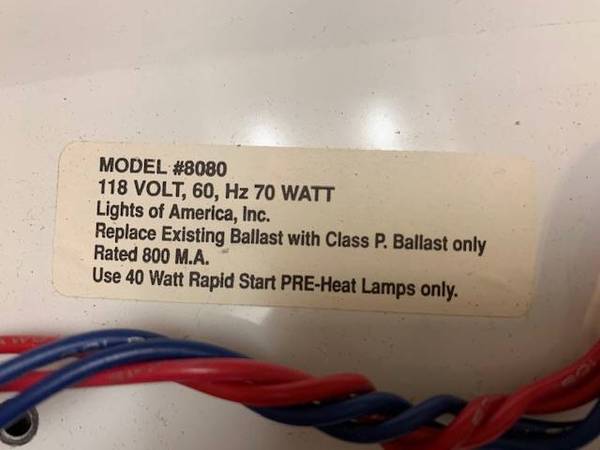 MODEL #8080
118 VOLT, 60, Hz 70 WATT
Lights of America, Inc.
Replace Existing Ballast with Class P. Ballast only
Rated 800 M.A.
Use 40 Watt Rapid Start PRE-Heat Lamps only.